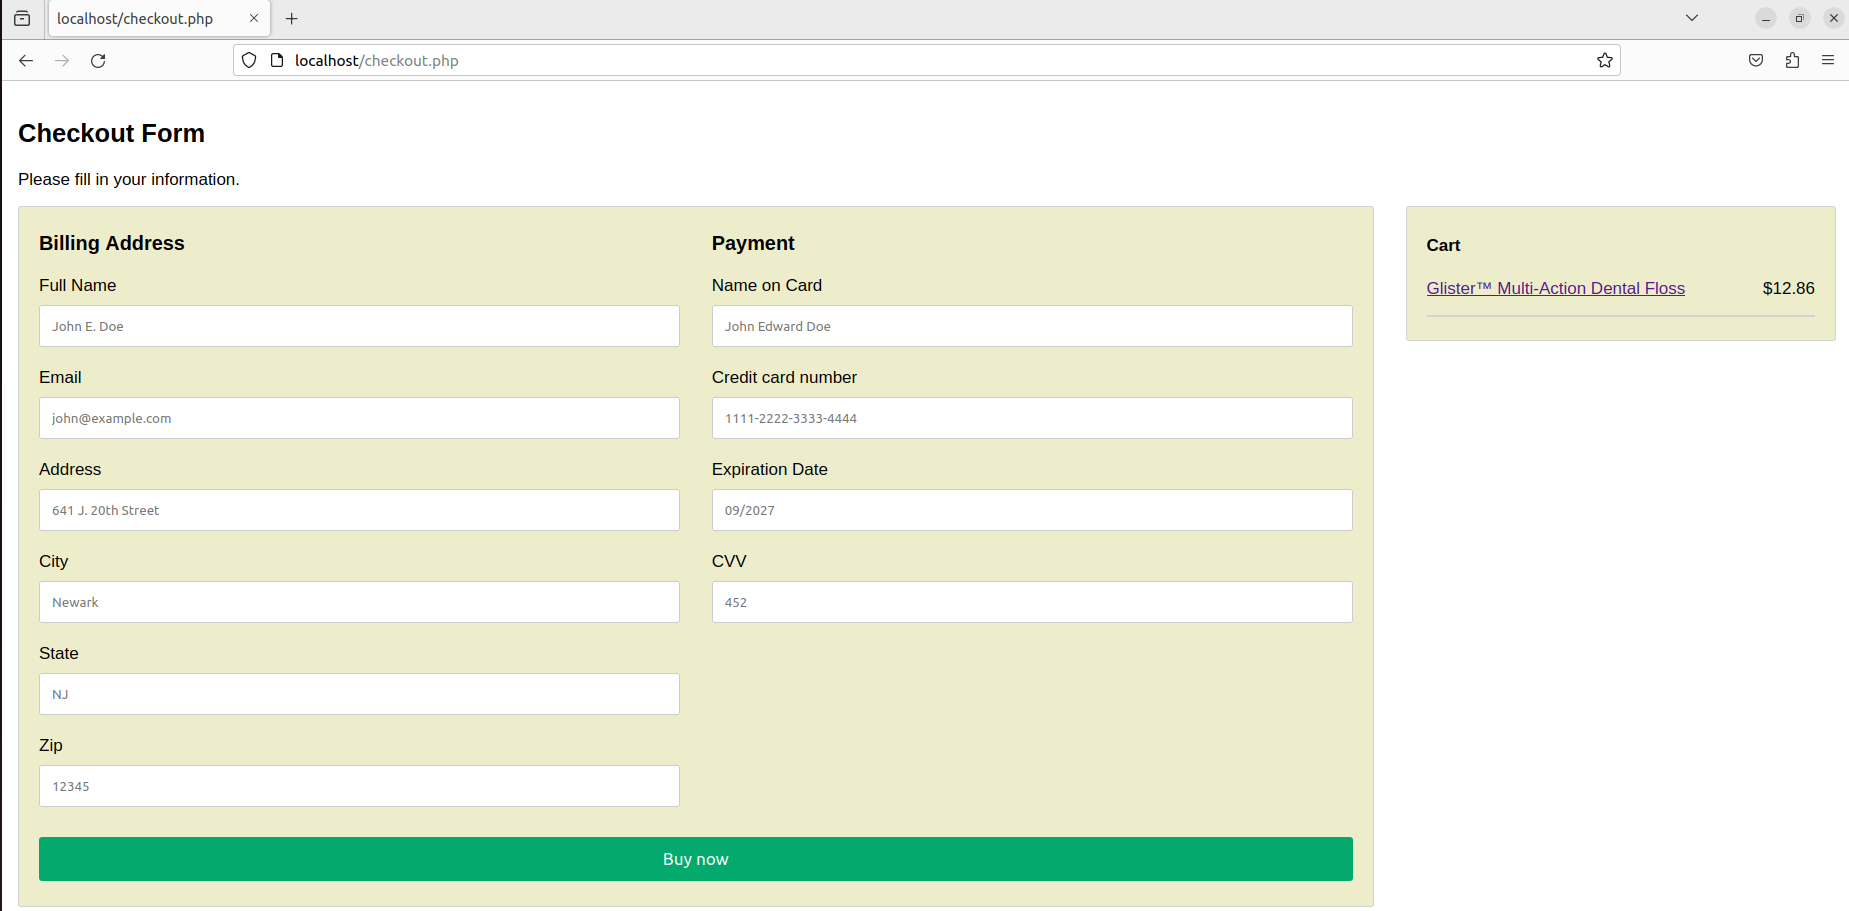 localhost/checkout.php
localhost/checkout.php
Checkout Form
Please fill in your information.
Billing Address
Full Name
John E. Doe
Email
john@example.com
Address
641 J. 20th Street
City
Newark
State
NJ
Zip
12345
Payment
Name on Card
John Edward Doe
Credit card number
1111-2222-3333-4444
Expiration Date
09/2027
CVV
452
Buy now
Cart
Glister™ Multi-Action Dental Floss $12.86